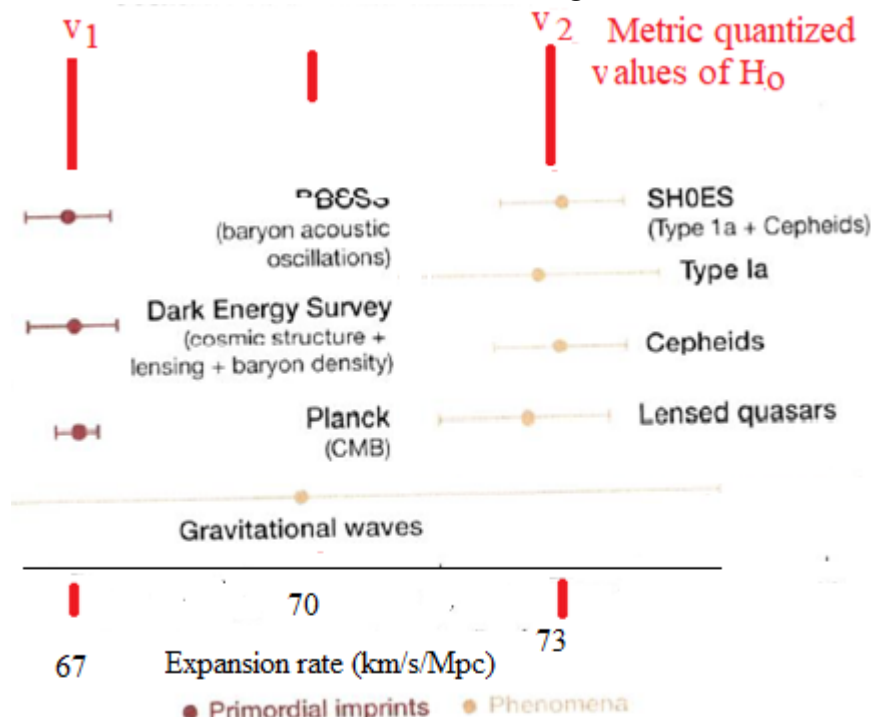 v1
v2 Metric quantized
values of HO
(baryon acoustic
oscillations)
SH0ES
(Type 1a + Cepheids)
Type Ia
Dark Energy Survey
(cosmic structure +
lensing + baryon density)
Cepheids
Planck
(CMB)
Lensed quasars
Gravitational waves
70
67
73
Expansion rate (km/s/Mpc)
Primordial imprints
Phenomena